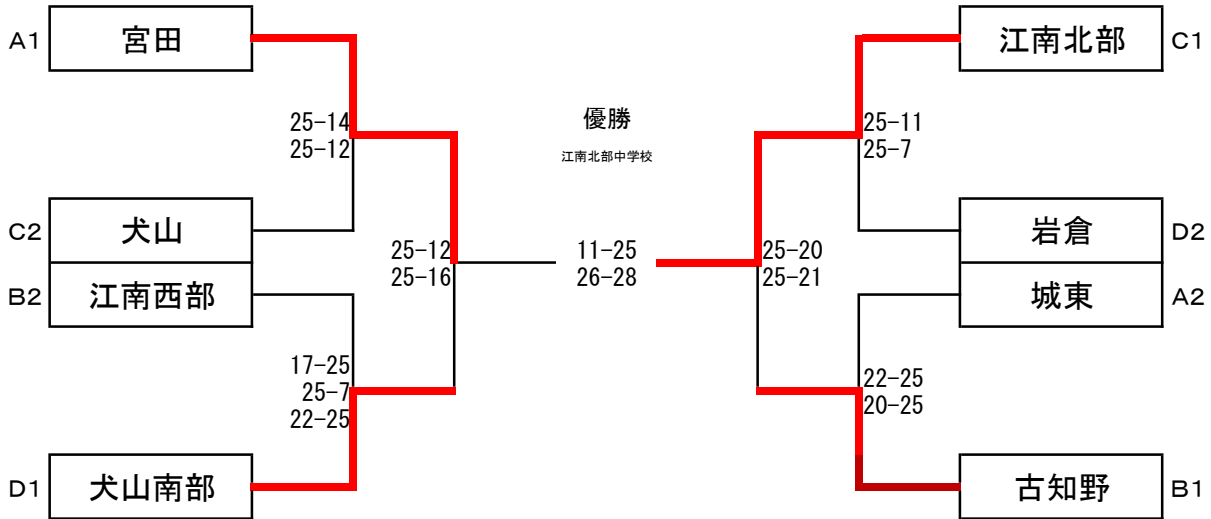 A1
宮田
江南北部
C1
優勝
江南北部中学校
25-14
25-12
25-11
25-7
C2
犬山
岩倉
D2
25-12
25-16
11-25
26-28
25-20
25-21
B2
江南西部
城東
A2
17-25
25-7
22-25
22-25
20-25
D1
犬山南部
古知野
B1